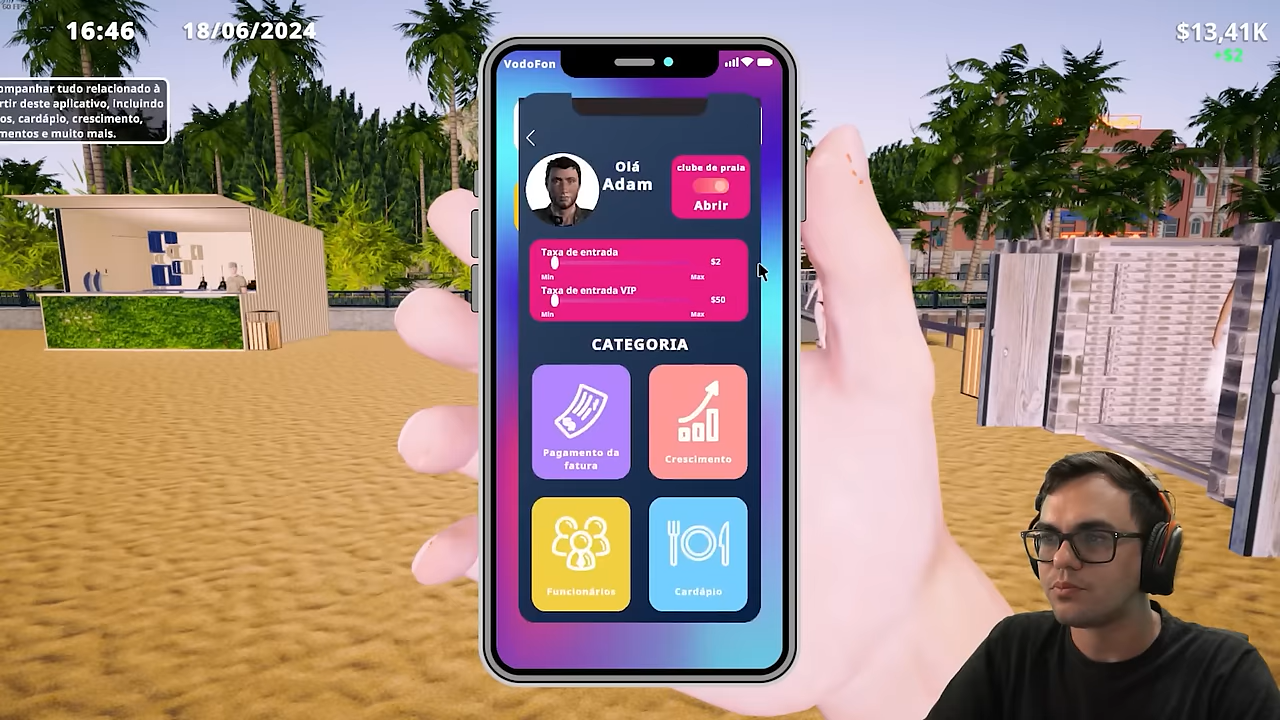 16:46
18/06/2024
$13,41K
+$2
ompanhar tudo relacionado à
rtir deste aplicativo, incluindo
os, cardápio, crescimento,
mentos e muito mais.
VodoFon
Olá
Adam
clube de praia
Abrir
Taxa de entrada
$2
Min
Max
Taxa de entrada VIP
$50
Min
Max
CATEGORIA
Pagamento da
fatura
Crescimento
Funcionários
Cardápio